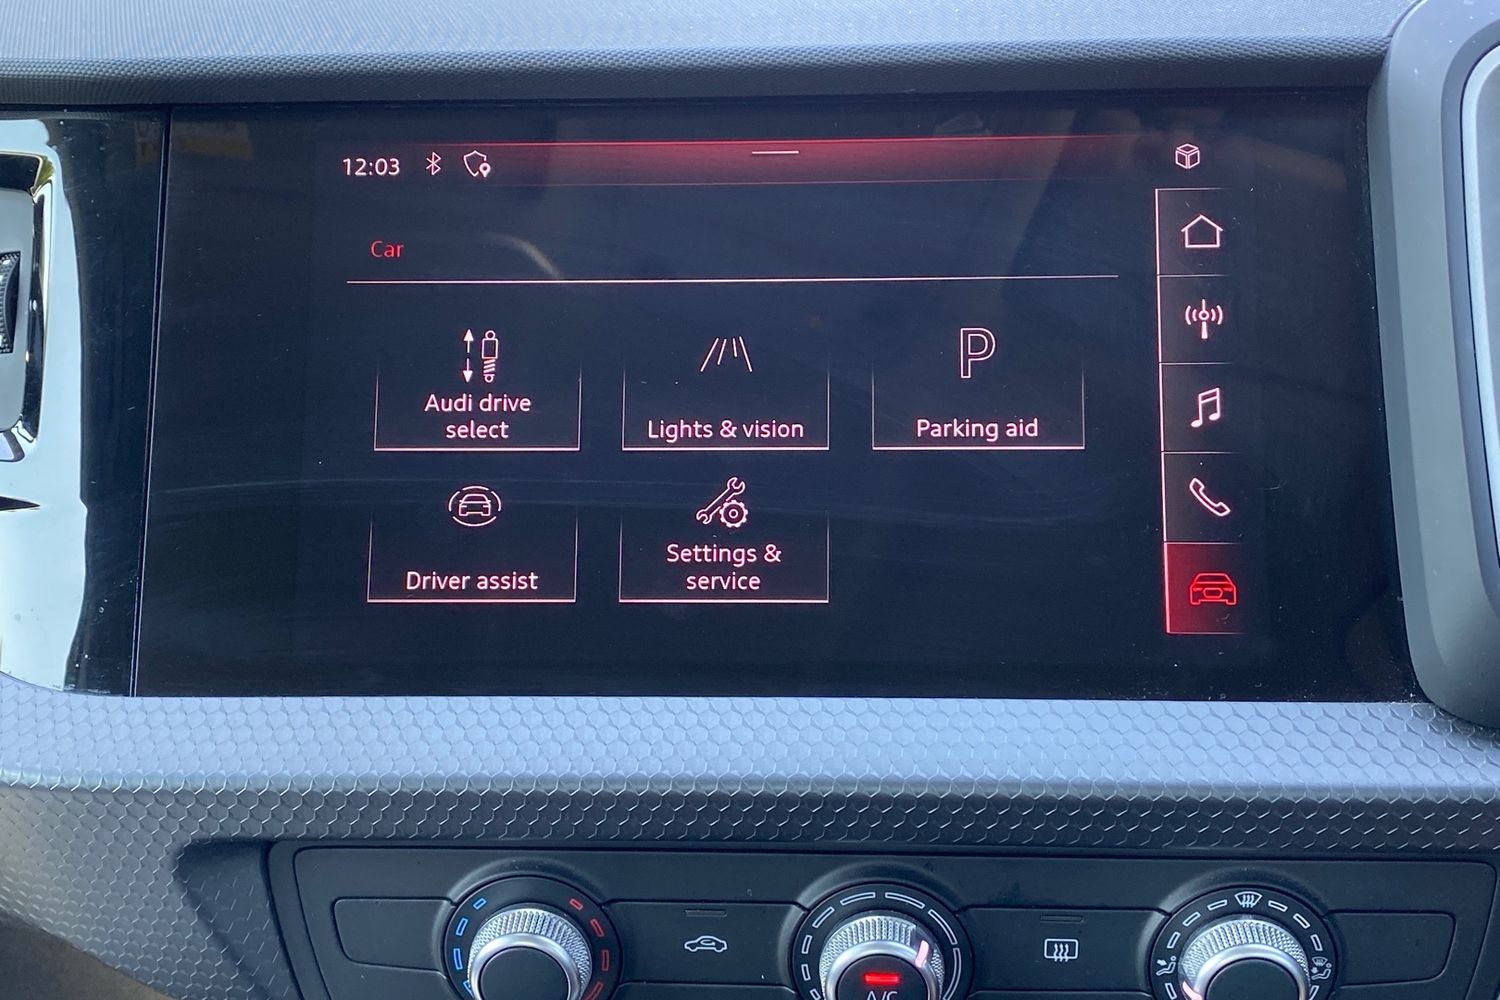 12:03
Car
Audi drive
select
Lights & vision
P
Parking aid
Driver assist
Settings &
service
A/C